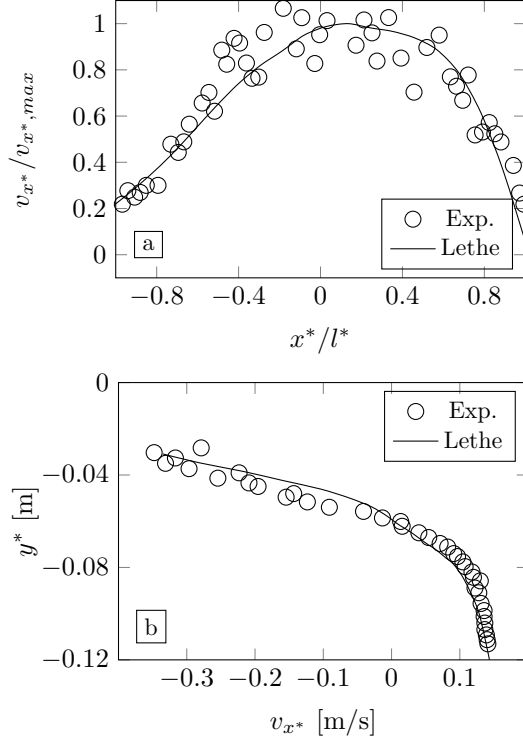 1
0.8
0.6
0.4
0.2
0
v_{x*}/v_{x*,max}
a
Exp.
Lethe
−0.8 −0.4 0 0.4 0.8
x*/l*
0
−0.04
−0.08
−0.12
y* [m]
Exp.
Lethe
b
−0.3 −0.2 −0.1 0 0.1
v_{x*} [m/s]